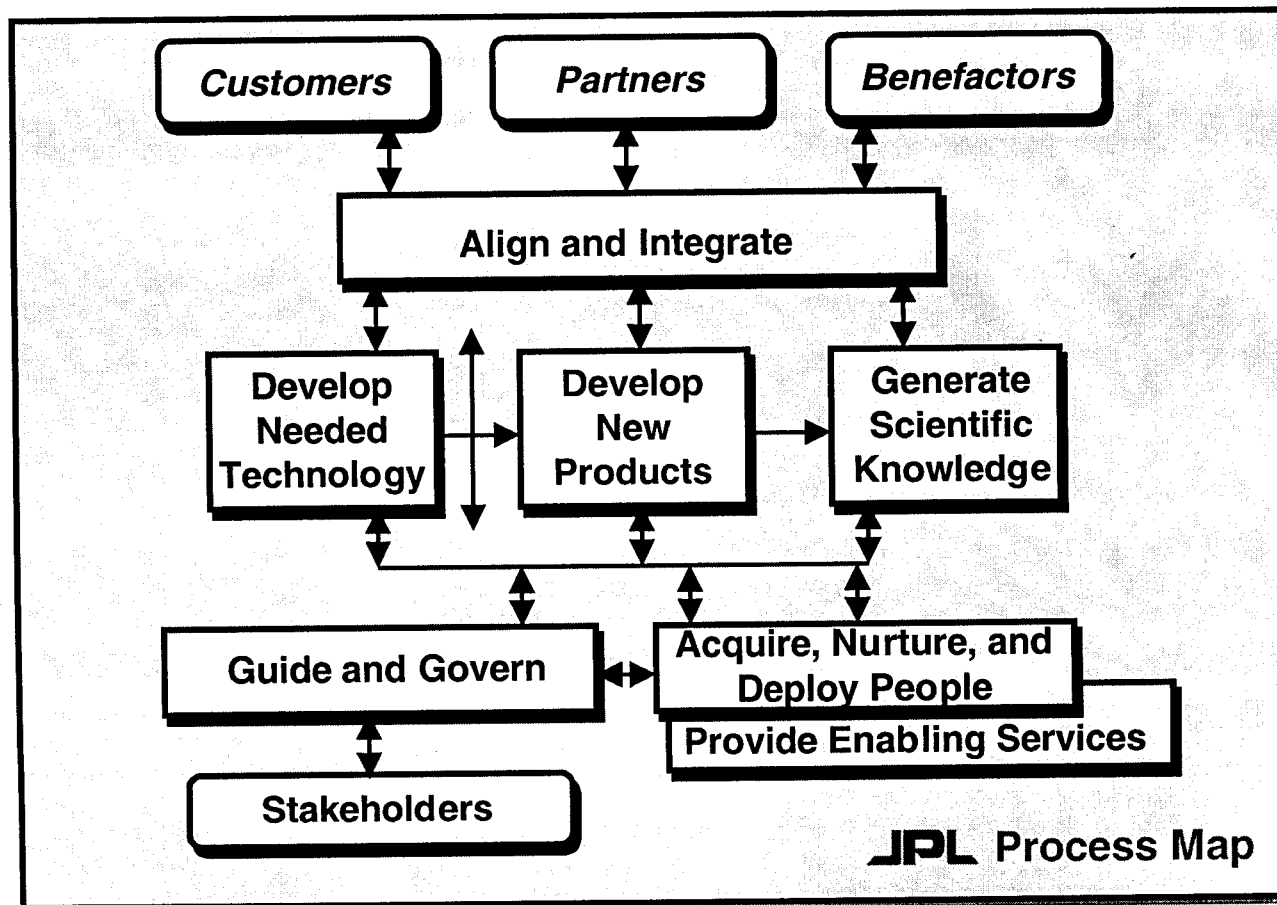 Customers
Partners
Benefactors
Align and Integrate
Develop
Needed
Technology
Develop
New
Products
Generate
Scientific
Knowledge
Guide and Govern
Acquire, Nurture, and
Deploy People
Provide Enabling Services
Stakeholders
JPL Process Map